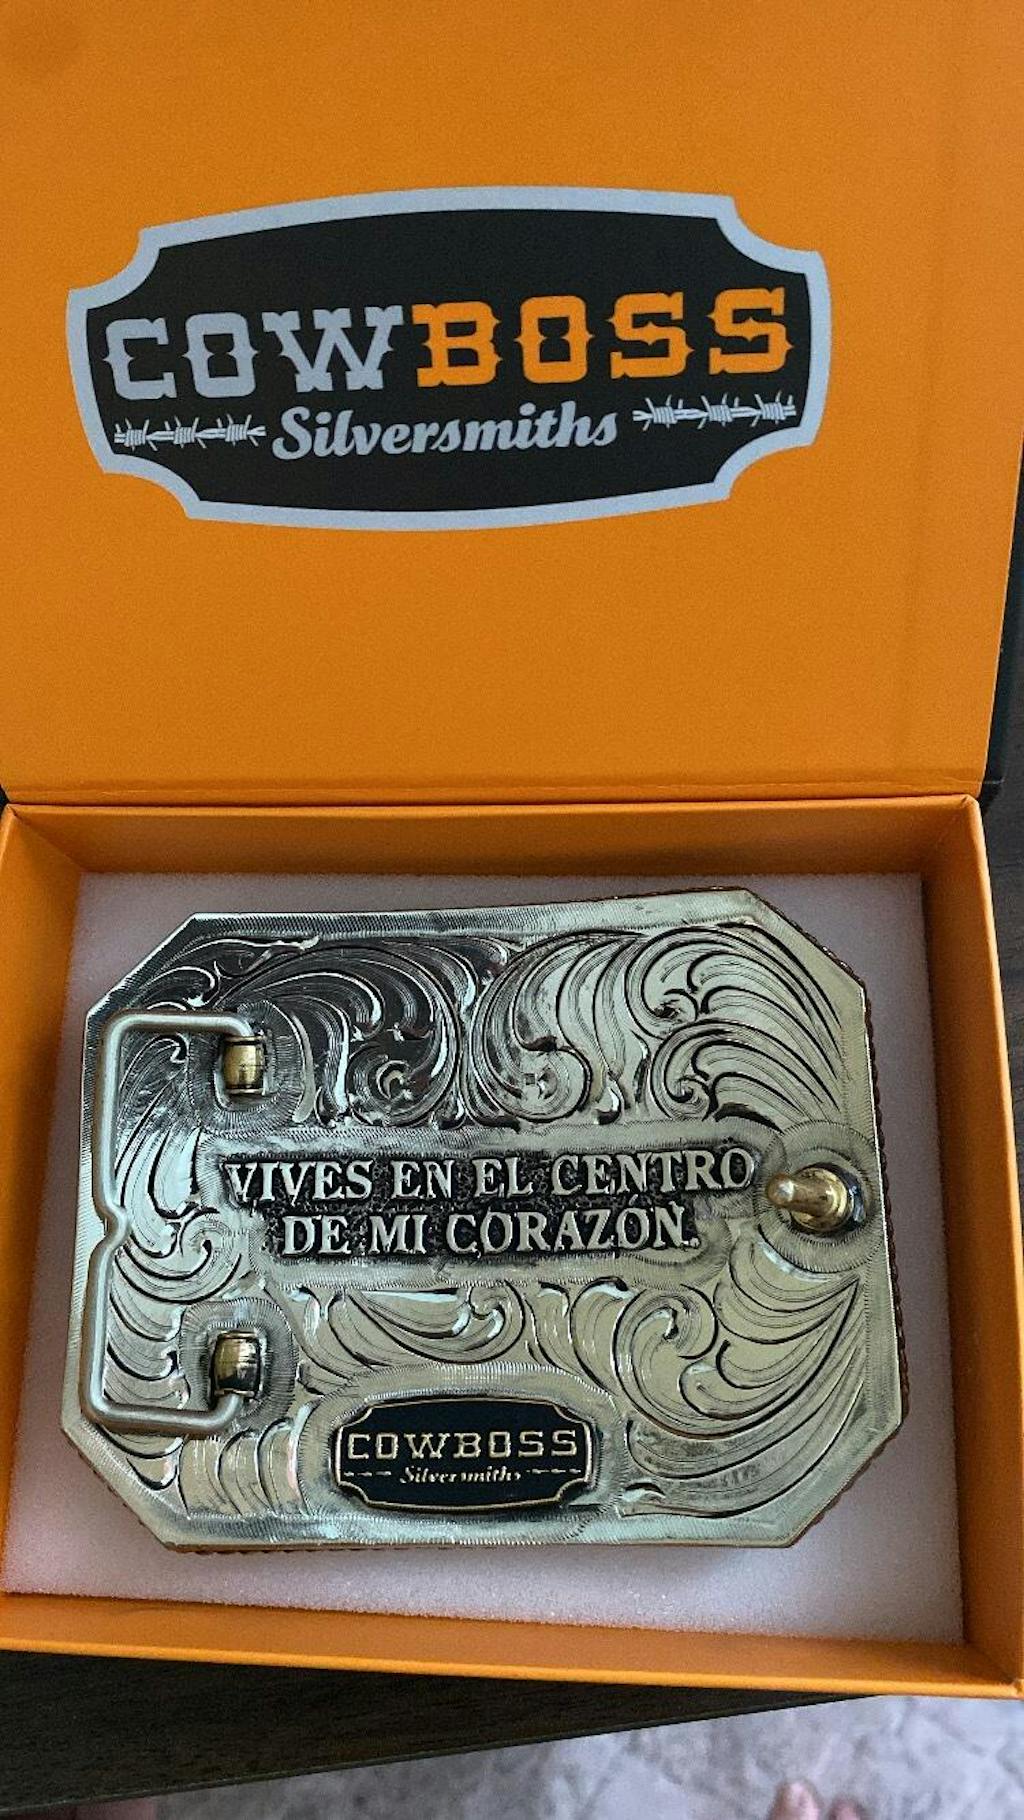 COWBOSS
Silversmiths
VIVES EN EL CENTRO
DE MI CORAZÓN.
COWBOSS
Silversmiths